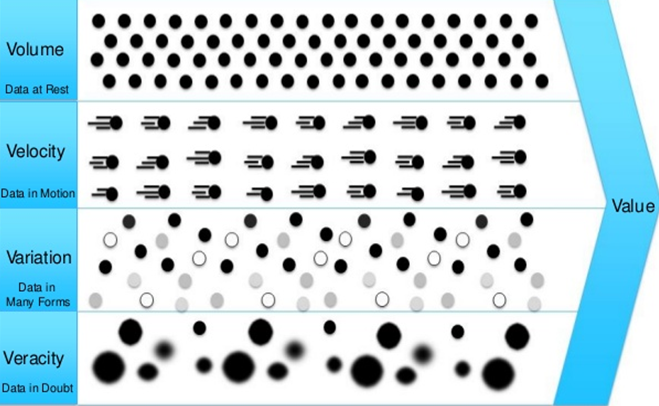 Volume
Data at Rest
Velocity
Data in Motion
Value
Variation
Data in
Many Forms
Veracity
Data in Doubt